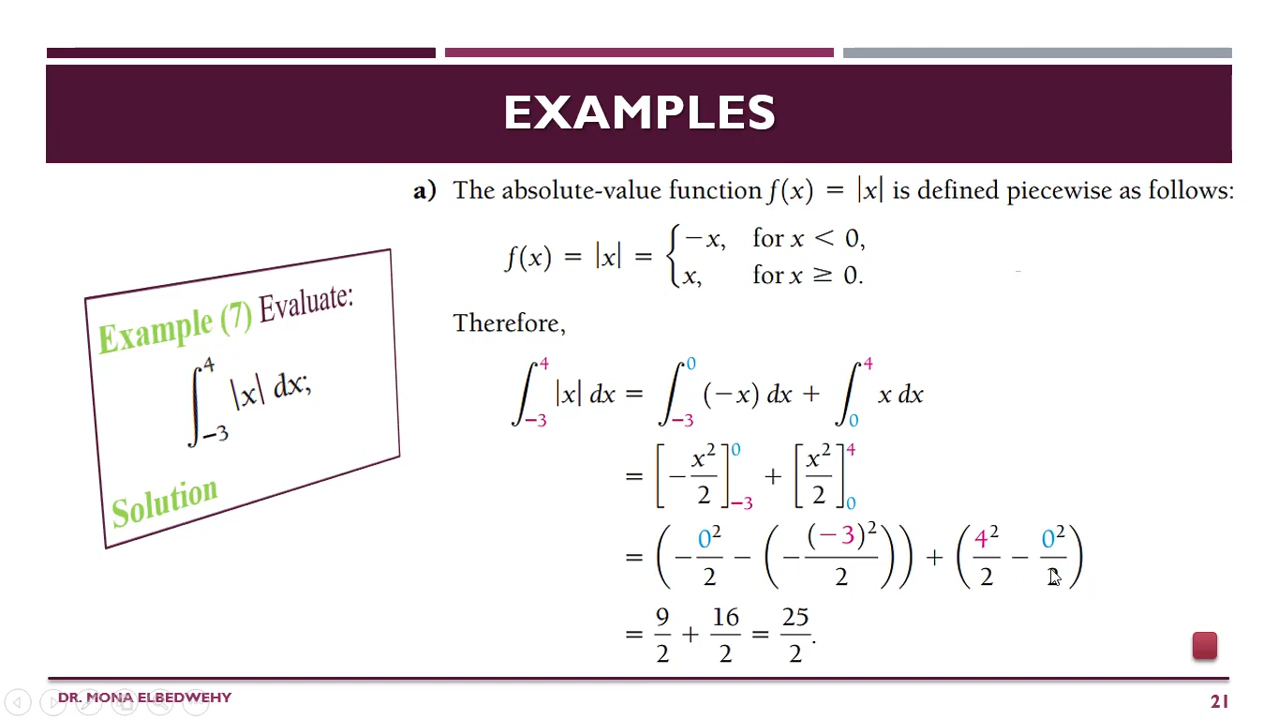 EXAMPLES
Example (7) Evaluate:
∫₋₃⁴ |x| dx;
Solution
a) The absolute-value function f(x) = |x| is defined piecewise as follows:
f(x) = |x| = { −x, for x < 0,
x, for x ≥ 0.
Therefore,
∫₋₃⁴ |x| dx = ∫₋₃⁰ (−x) dx + ∫₀⁴ x dx
= [−x²/2]₋₃⁰ + [x²/2]₀⁴
= (−0²/2 − (−(−3)²/2)) + (4²/2 − 0²/2)
= 9/2 + 16/2 = 25/2.
DR. MONA ELBEDWEHY
21